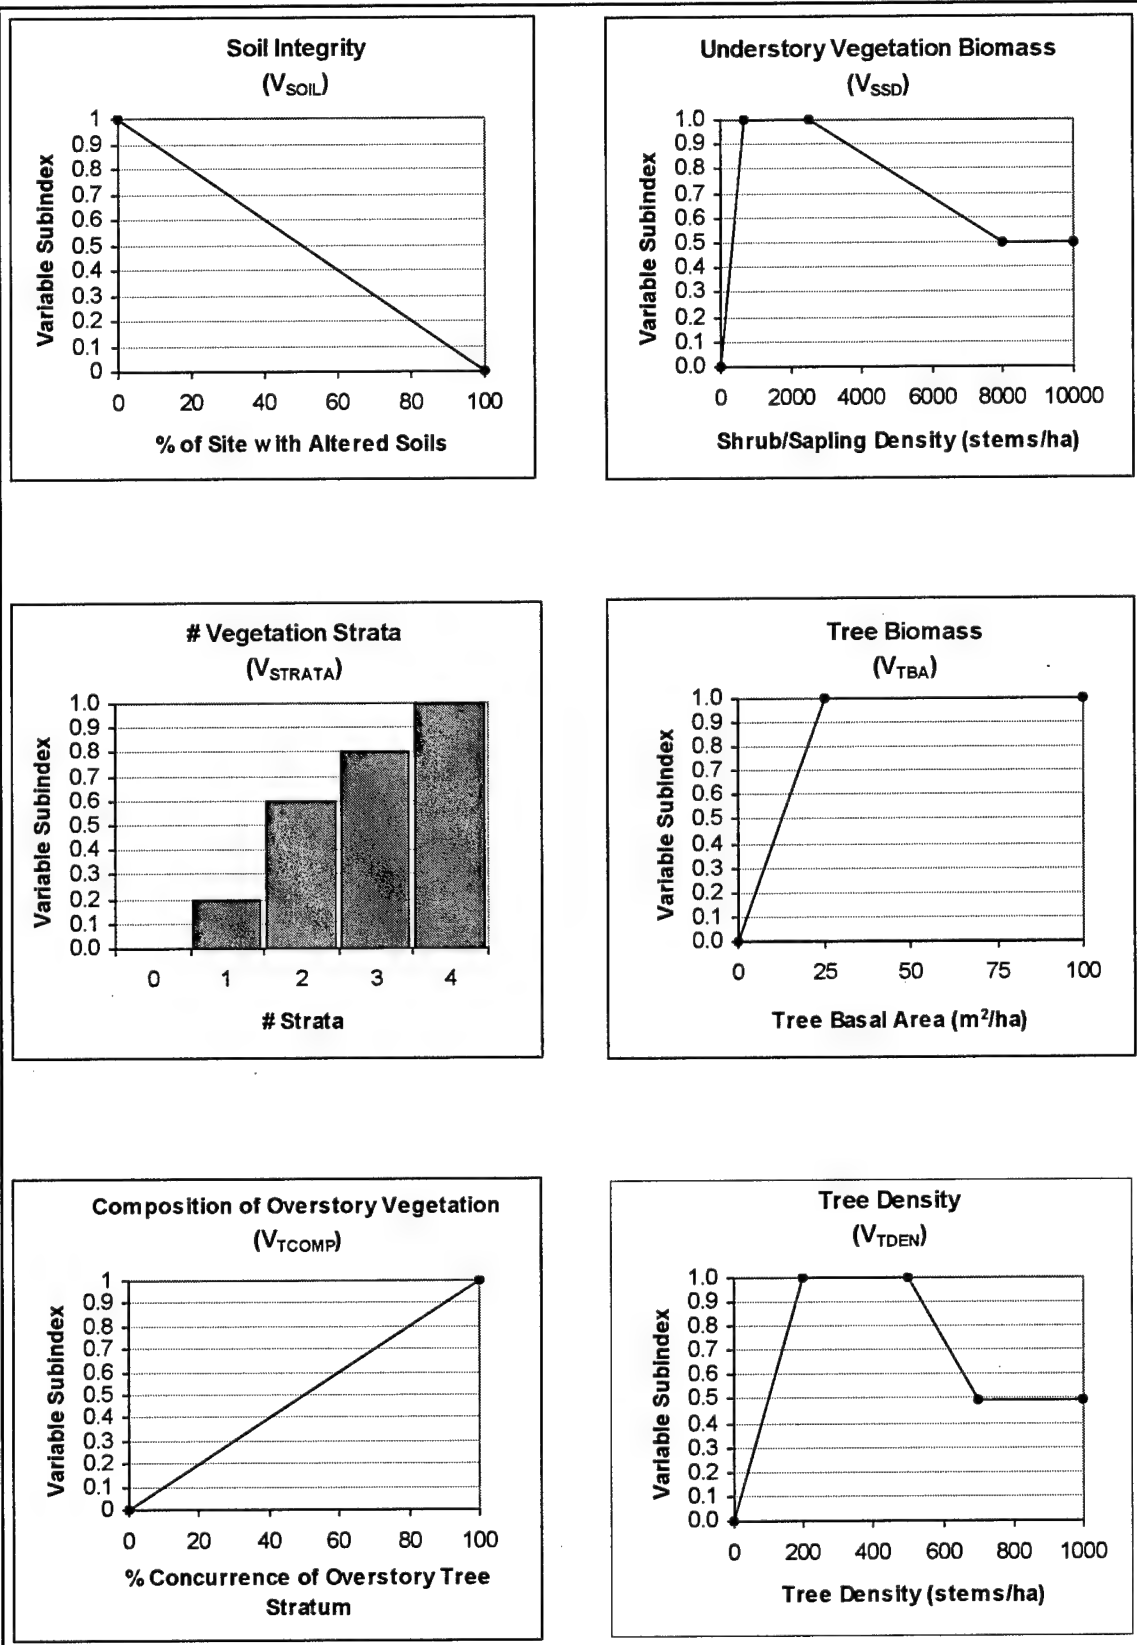 Soil Integrity
(VSOIL)
1
0.9
0.8
0.7
0.6
0.5
0.4
0.3
0.2
0.1
0
Variable Subindex
0 20 40 60 80 100
% of Site with Altered Soils
Understory Vegetation Biomass
(VSSD)
1.0
0.9
0.8
0.7
0.6
0.5
0.4
0.3
0.2
0.1
0.0
Variable Subindex
0 2000 4000 6000 8000 10000
Shrub/Sapling Density (stems/ha)
# Vegetation Strata
(VSTRATA)
1.0
0.9
0.8
0.7
0.6
0.5
0.4
0.3
0.2
0.1
0.0
Variable Subindex
0 1 2 3 4
# Strata
Tree Biomass
(VTBA)
1.0
0.9
0.8
0.7
0.6
0.5
0.4
0.3
0.2
0.1
0.0
Variable Subindex
0 25 50 75 100
Tree Basal Area (m²/ha)
Composition of Overstory Vegetation
(VTCOMP)
1
0.9
0.8
0.7
0.6
0.5
0.4
0.3
0.2
0.1
0
Variable Subindex
0 20 40 60 80 100
% Concurrence of Overstory Tree
Stratum
Tree Density
(VTDEN)
1.0
0.9
0.8
0.7
0.6
0.5
0.4
0.3
0.2
0.1
0.0
Variable Subindex
0 200 400 600 800 1000
Tree Density (stems/ha)